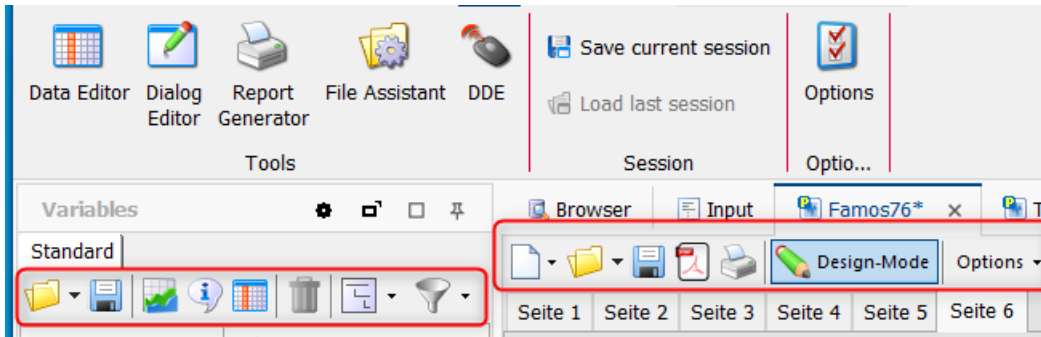 Data Editor
Dialog Editor
Report Generator
File Assistant
DDE
Tools
Save current session
Load last session
Session
Options
Optio...
Variables
Standard
Browser
Input
Famos76*
Design-Mode
Options
Seite 1
Seite 2
Seite 3
Seite 4
Seite 5
Seite 6